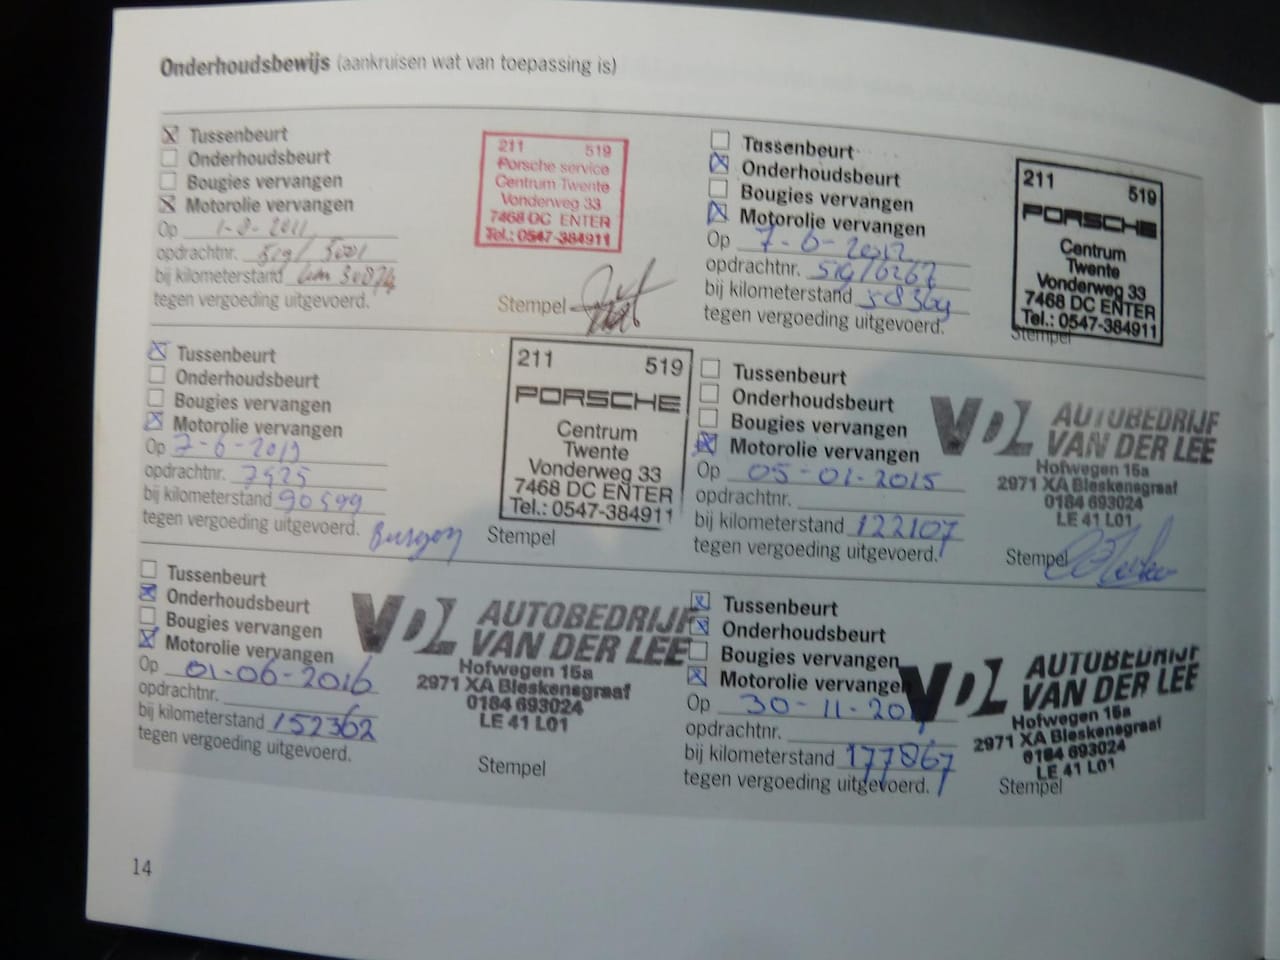 Onderhoudsbewijs (aankruisen wat van toepassing is)
Tussenbeurt
Onderhoudsbeurt
Bougies vervangen
Motorolie vervangen
Op 1-8-2011
opdrachtnr. 519/5001
bij kilometerstand km 30874
tegen vergoeding uitgevoerd.
211 519
Porsche service
Centrum Twente
Vonderweg 33
7468 DC ENTER
Tel.: 0547-384911
Stempel
Tussenbeurt
Onderhoudsbeurt
Bougies vervangen
Motorolie vervangen
Op 7-6-2012
opdrachtnr. 519/6267
bij kilometerstand 58369
tegen vergoeding uitgevoerd.
211 519
PORSCHE
Centrum
Twente
Vonderweg 33
7468 DC ENTER
Tel.: 0547-384911
Stempel
Tussenbeurt
Onderhoudsbeurt
Bougies vervangen
Motorolie vervangen
Op 7-6-2013
opdrachtnr. 7525
bij kilometerstand 90599
tegen vergoeding uitgevoerd.
211 519
PORSCHE
Centrum
Twente
Vonderweg 33
7468 DC ENTER
Tel.: 0547-384911
Stempel
Tussenbeurt
Onderhoudsbeurt
Bougies vervangen
Motorolie vervangen
Op 05-01-2015
opdrachtnr.
bij kilometerstand 122107
tegen vergoeding uitgevoerd.
VDL AUTOBEDRIJF
VAN DER LEE
Hofwegen 15a
2971 XA Bleskensgraaf
0184 693024
LE 41 L01
Stempel
Tussenbeurt
Onderhoudsbeurt
Bougies vervangen
Motorolie vervangen
Op 01-06-2016
opdrachtnr.
bij kilometerstand 152362
tegen vergoeding uitgevoerd.
VDL AUTOBEDRIJF
VAN DER LEE
Hofwegen 15a
2971 XA Bleskensgraaf
0184 693024
LE 41 L01
Stempel
Tussenbeurt
Onderhoudsbeurt
Bougies vervangen
Motorolie vervangen
Op 30-11-20
opdrachtnr.
bij kilometerstand 177867
tegen vergoeding uitgevoerd.
VDL AUTOBEDRIJF
VAN DER LEE
Hofwegen 15a
2971 XA Bleskensgraaf
0184 693024
LE 41 L01
Stempel
14